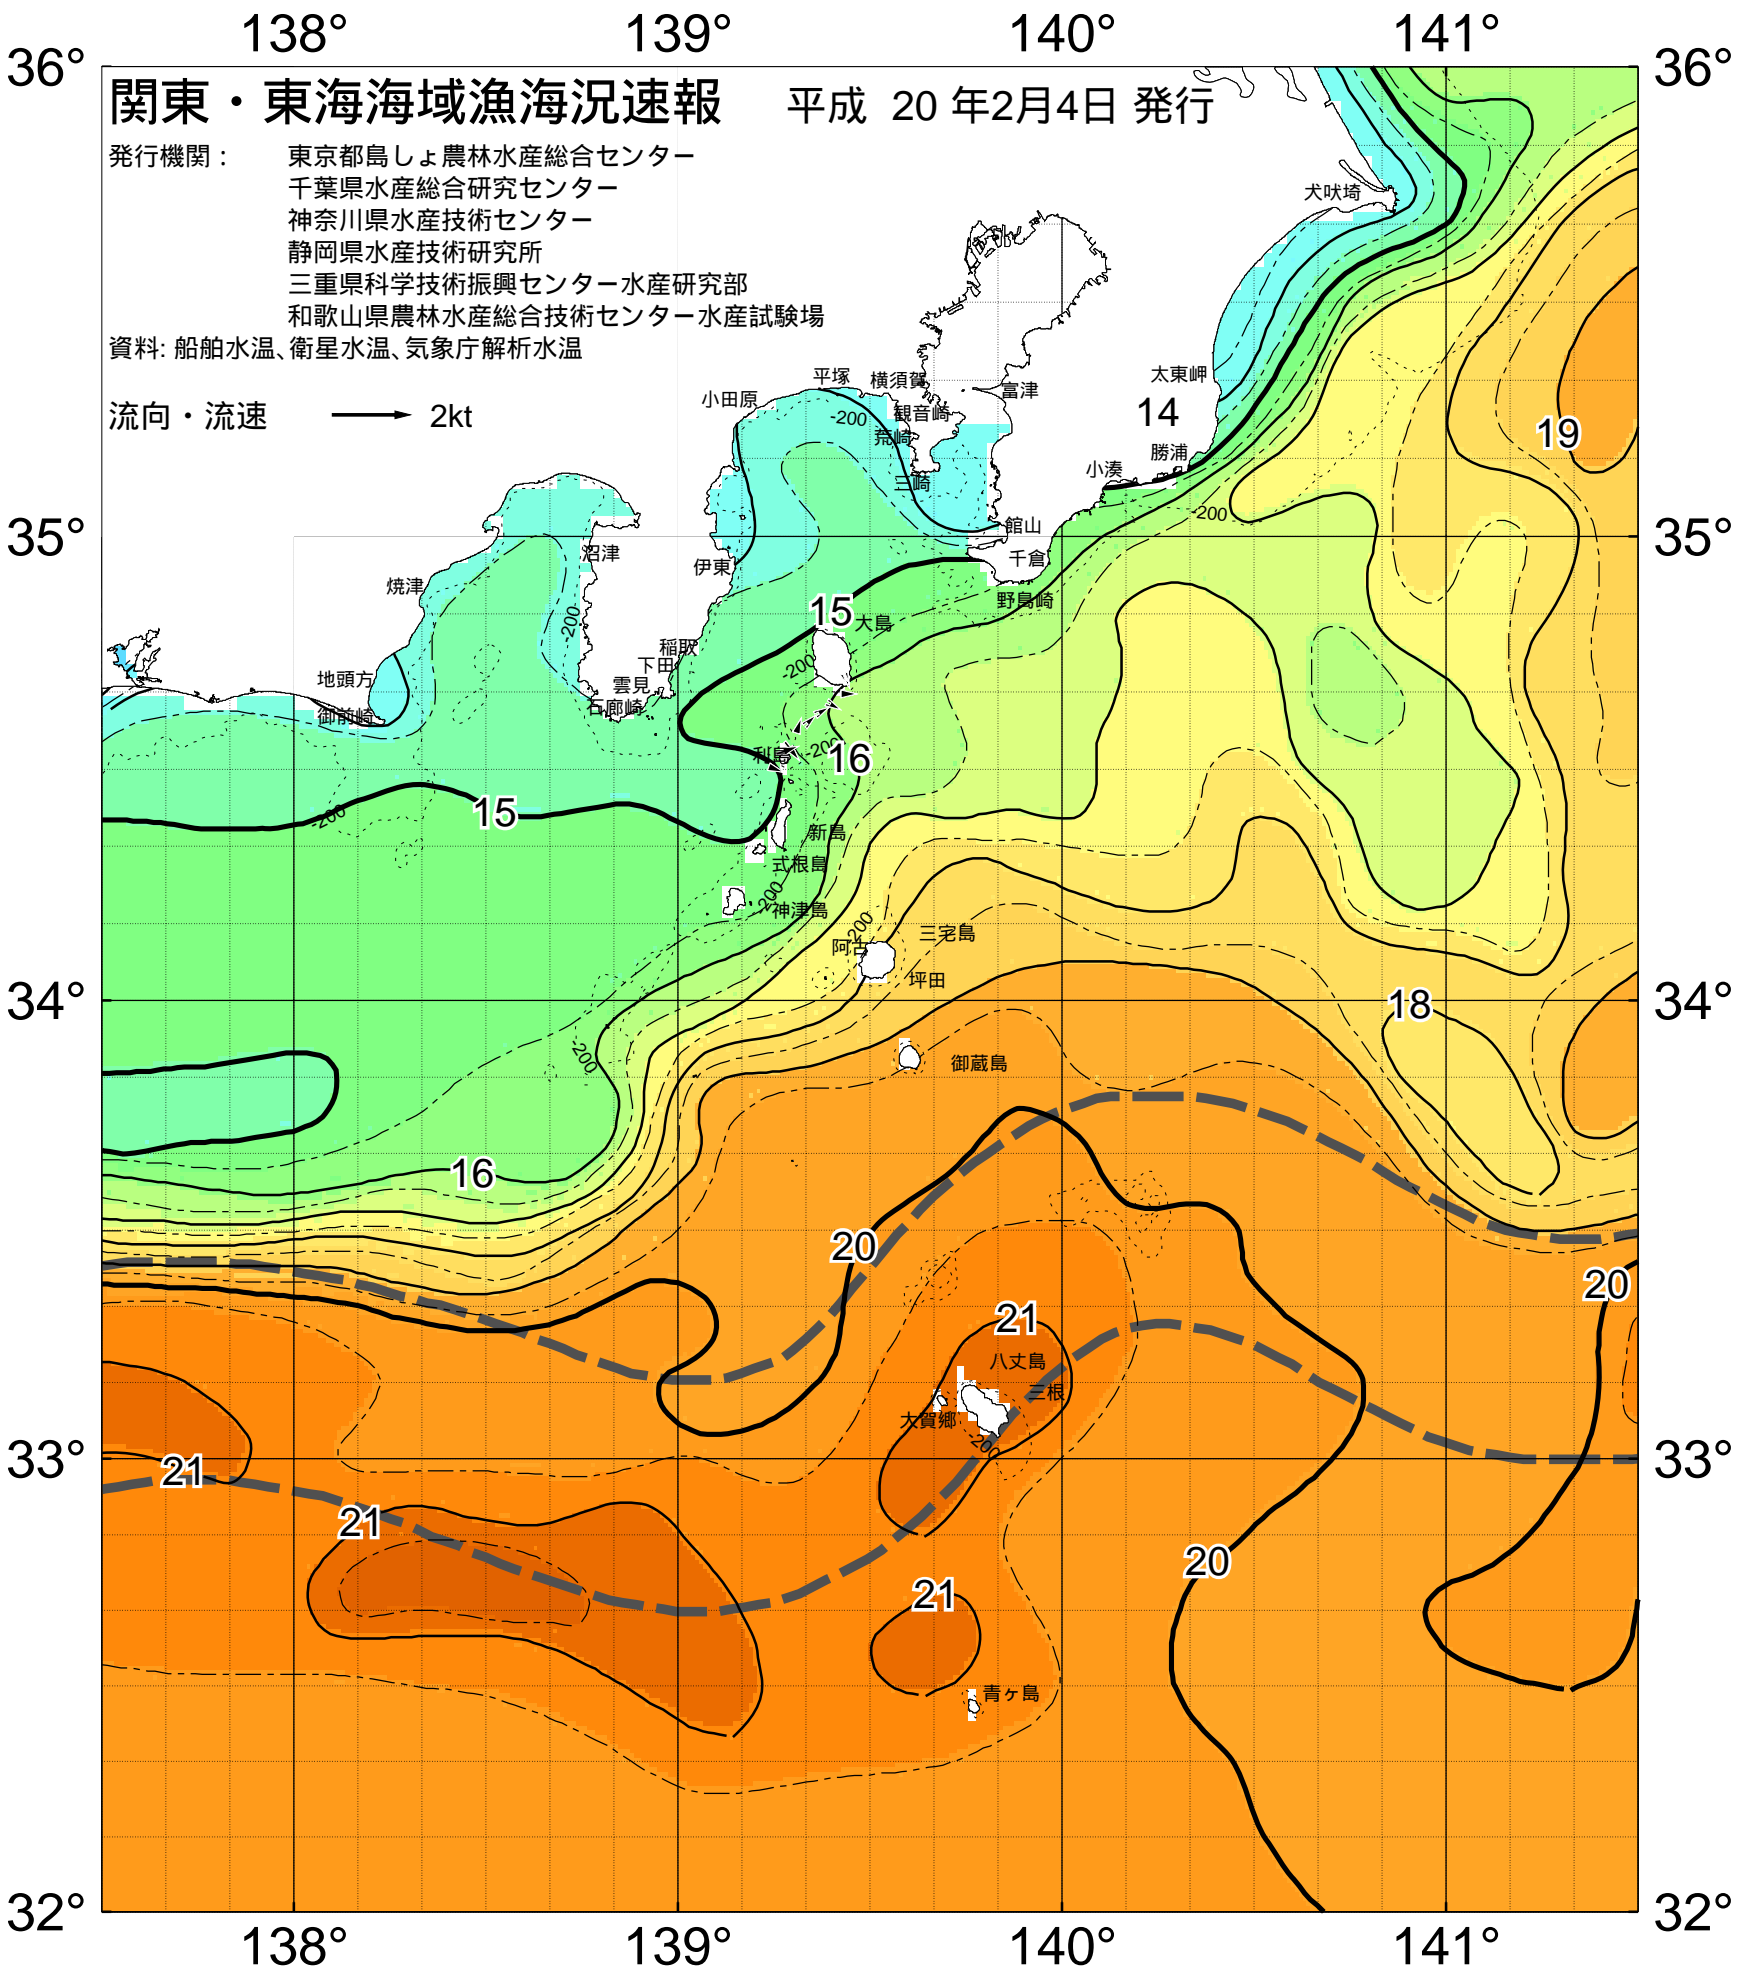 138° 139° 140° 141°
36° 36°
関東・東海海域漁海況速報 平成 20 年2月4日 発行
発行機関： 東京都島しょ農林水産総合センター
千葉県水産総合研究センター
神奈川県水産技術センター
静岡県水産技術研究所
三重県科学技術振興センター水産研究部
和歌山県農林水産総合技術センター水産試験場
資料: 船舶水温、衛星水温、気象庁解析水温
流向・流速 2kt
犬吠埼
太東岬
14
勝浦
小湊
-200
19
平塚 横須賀
小田原 富津
-200 観音崎
荒崎
三崎
35° 35°
館山
沼津 千倉
伊東
焼津
野島崎
15
大島
-200
稲取
下田
-200
地頭方 雲見
御前崎 石廊崎
利島 -200
16
15
-200
新島
式根島
-200
神津島
-200
三宅島
阿古
坪田
34° 34°
18
-200
御蔵島
16
20
20
21
八丈島
三根
大賀郷
-200
33° 33°
21
21
20
21
青ヶ島
32° 32°
138° 139° 140° 141°